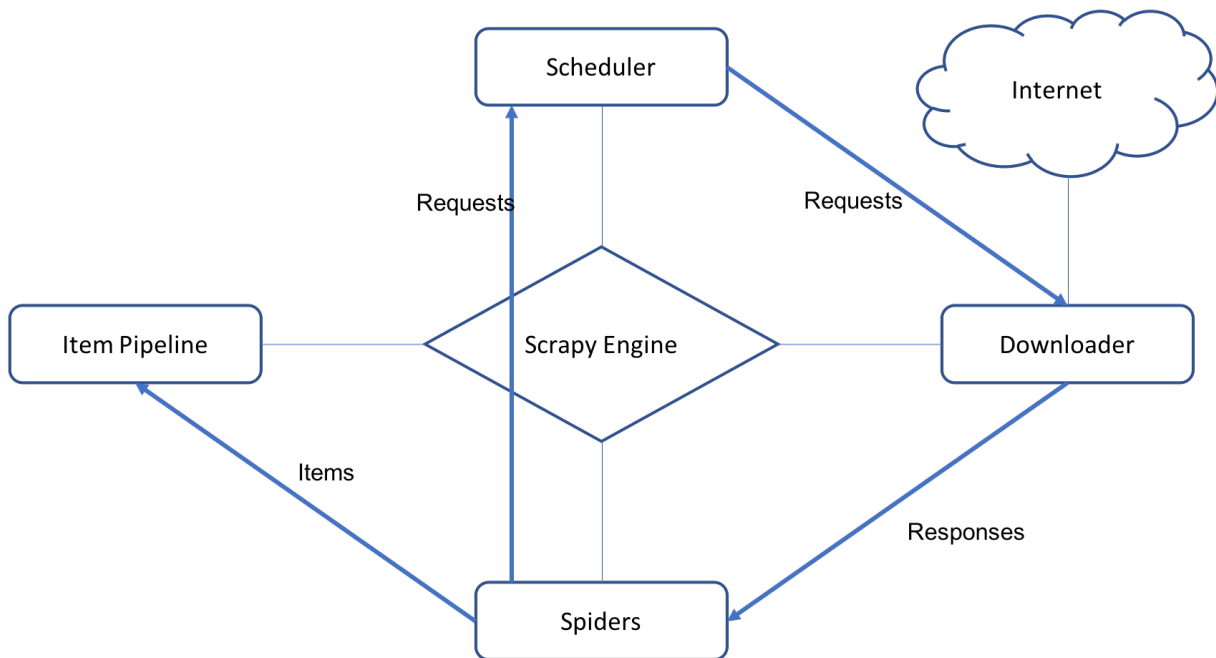 Scheduler
Internet
Requests
Requests
Item Pipeline
Scrapy Engine
Downloader
Items
Responses
Spiders